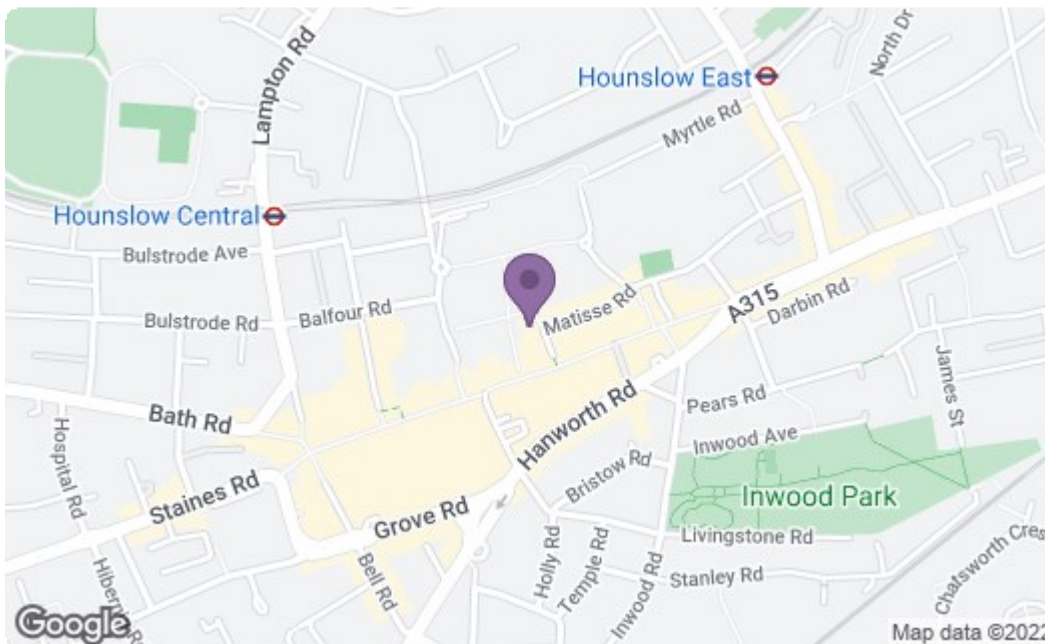 Lampton Rd
North Dr
Hounslow East
Myrtle Rd
Hounslow Central
Bulstrode Ave
A315
Matisse Rd
Darbin Rd
Bulstrode Rd
Balfour Rd
James St
Bath Rd
Hanworth Rd
Pears Rd
Hospital Rd
Inwood Ave
Staines Rd
Bristow Rd
Inwood Park
Grove Rd
Livingstone Rd
Holly Rd
Temple Rd
Inwood Rd
Stanley Rd
Bell Rd
Chatsworth Cres
Google
Map data ©2022